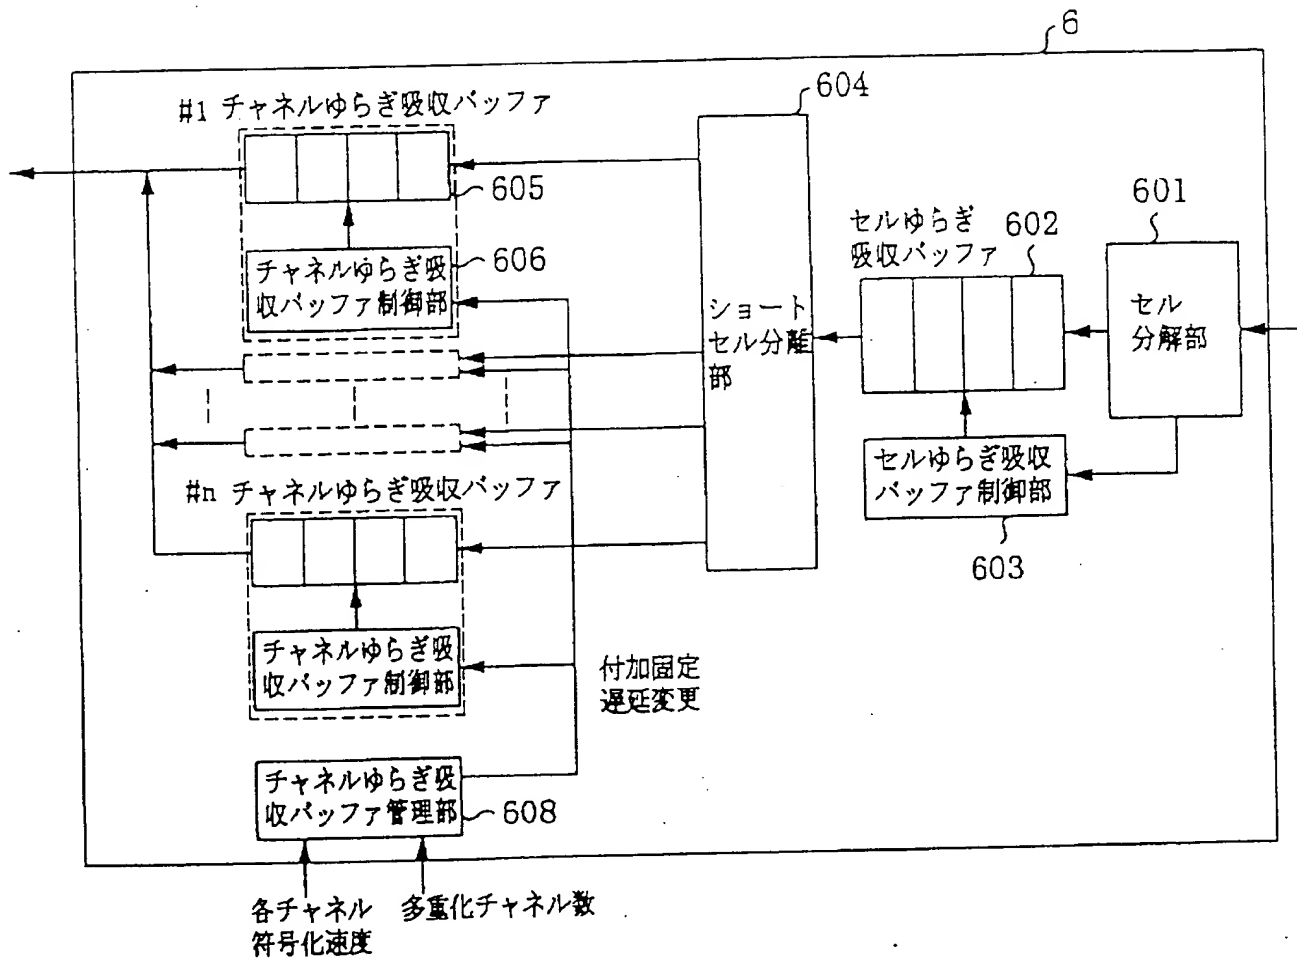 6
#1 チャネルゆらぎ吸収バッファ
604
605
チャネルゆらぎ吸
収バッファ制御部
606
セルゆらぎ
吸収バッファ
602
601
ショート
セル分離
部
セル
分解部
#n チャネルゆらぎ吸収バッファ
セルゆらぎ吸収
バッファ制御部
603
チャネルゆらぎ吸
収バッファ制御部
付加固定
遅延変更
チャネルゆらぎ吸
収バッファ管理部
608
各チャネル
符号化速度
多重化チャネル数